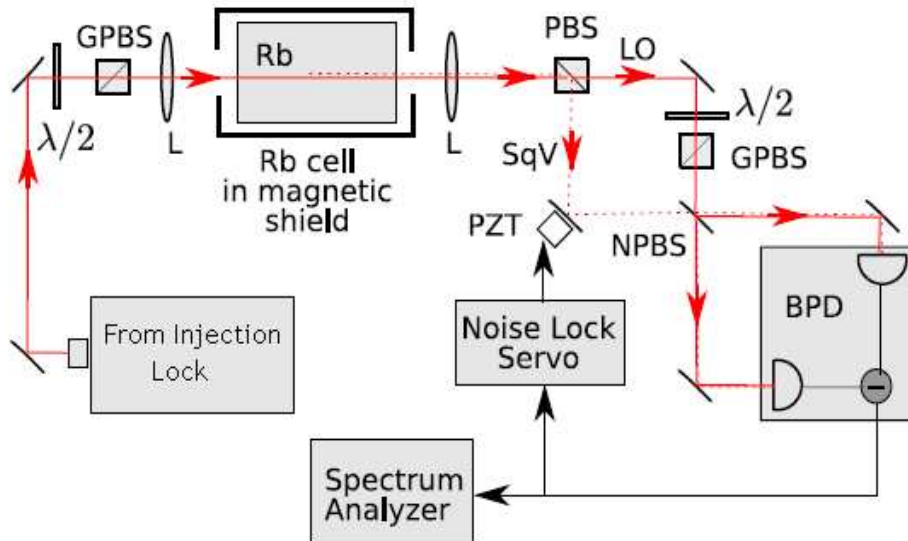 GPBS
λ/2
L
Rb
Rb cell
in magnetic
shield
L
PBS
LO
λ/2
GPBS
SqV
PZT
NPBS
BPD
From Injection
Lock
Noise Lock
Servo
Spectrum
Analyzer
−